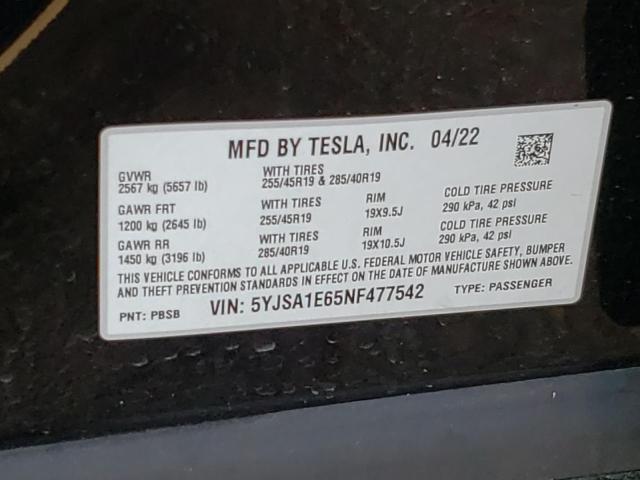 MFD BY TESLA, INC. 04/22
GVWR WITH TIRES
2567 kg (5657 lb) 255/45R19 & 285/40R19
GAWR FRT WITH TIRES RIM COLD TIRE PRESSURE
1200 kg (2645 lb) 255/45R19 19X9.5J 290 kPa, 42 psi
GAWR RR WITH TIRES RIM COLD TIRE PRESSURE
1450 kg (3196 lb) 285/40R19 19X10.5J 290 kPa, 42 psi
THIS VEHICLE CONFORMS TO ALL APPLICABLE U.S. FEDERAL MOTOR VEHICLE SAFETY, BUMPER
AND THEFT PREVENTION STANDARDS IN EFFECT ON THE DATE OF MANUFACTURE SHOWN ABOVE.
PNT: PBSB VIN: 5YJSA1E65NF477542 TYPE: PASSENGER